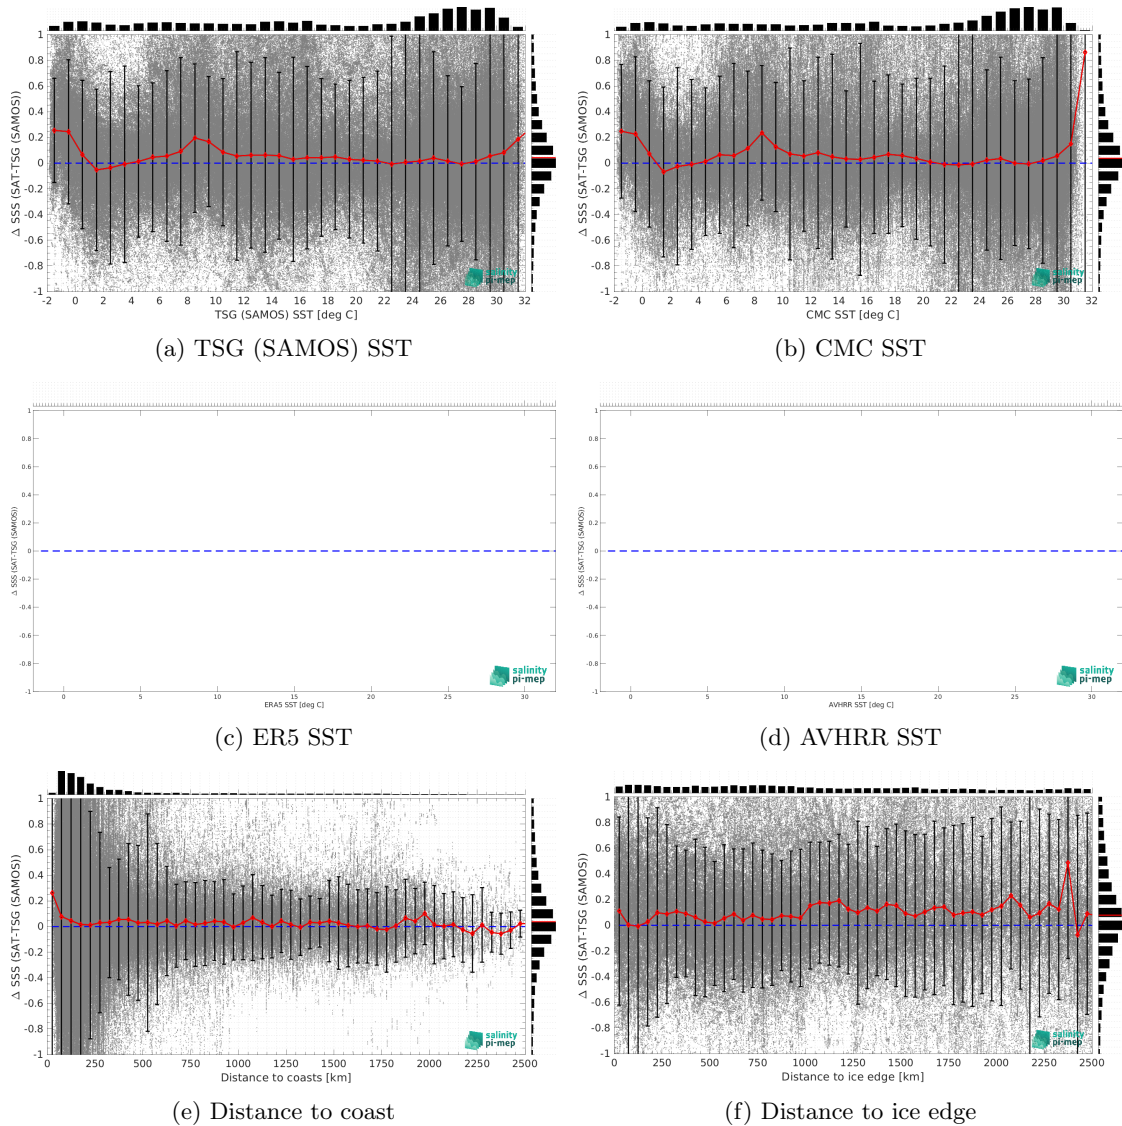 1
0.8
0.6
0.4
0.2
0
-0.2
-0.4
-0.6
-0.8
-1
Δ SSS (SAT-TSG (SAMOS))
-2 0 2 4 6 8 10 12 14 16 18 20 22 24 26 28 30 32
TSG (SAMOS) SST [deg C]
salinity
pi-mep
(a) TSG (SAMOS) SST
1
0.8
0.6
0.4
0.2
0
-0.2
-0.4
-0.6
-0.8
-1
Δ SSS (SAT-TSG (SAMOS))
-2 0 2 4 6 8 10 12 14 16 18 20 22 24 26 28 30 32
CMC SST [deg C]
salinity
pi-mep
(b) CMC SST
1
0.8
0.6
0.4
0.2
0
-0.2
-0.4
-0.6
-0.8
-1
Δ SSS (SAT-TSG (SAMOS))
0 5 10 15 20 25 30
ERA5 SST [deg C]
salinity
pi-mep
(c) ER5 SST
1
0.8
0.6
0.4
0.2
0
-0.2
-0.4
-0.6
-0.8
-1
Δ SSS (SAT-TSG (SAMOS))
0 5 10 15 20 25 30
AVHRR SST [deg C]
salinity
pi-mep
(d) AVHRR SST
1
0.8
0.6
0.4
0.2
0
-0.2
-0.4
-0.6
-0.8
-1
Δ SSS (SAT-TSG (SAMOS))
0 250 500 750 1000 1250 1500 1750 2000 2250 2500
Distance to coasts [km]
salinity
pi-mep
(e) Distance to coast
1
0.8
0.6
0.4
0.2
0
-0.2
-0.4
-0.6
-0.8
-1
Δ SSS (SAT-TSG (SAMOS))
0 250 500 750 1000 1250 1500 1750 2000 2250 2500
Distance to ice edge [km]
salinity
pi-mep
(f) Distance to ice edge